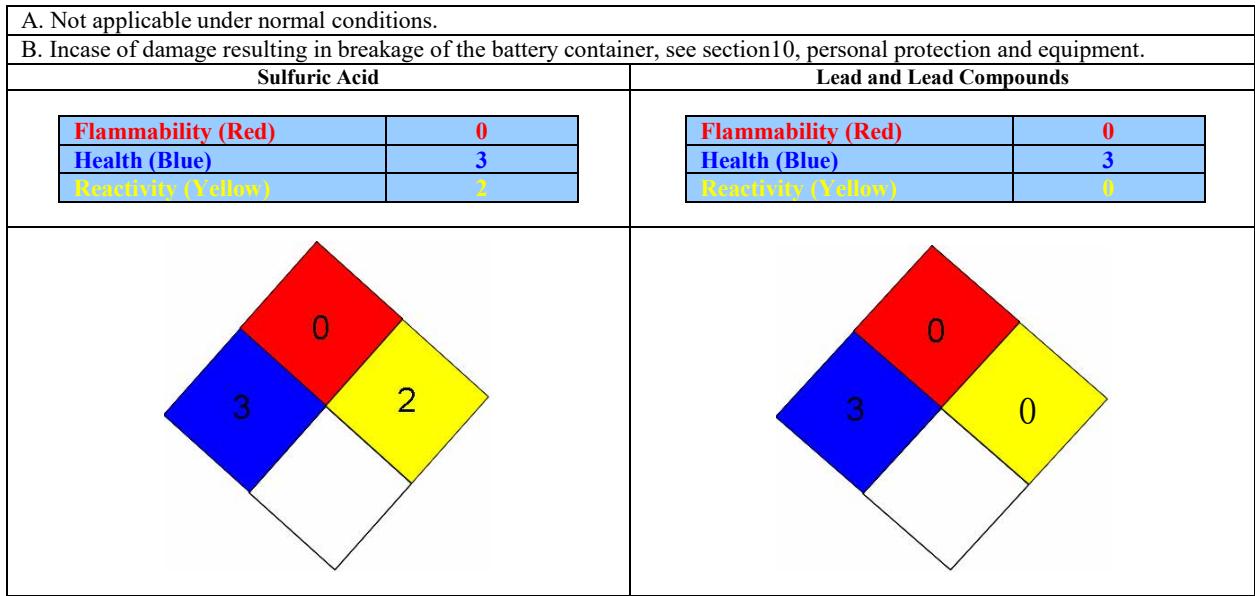 A. Not applicable under normal conditions.
B. Incase of damage resulting in breakage of the battery container, see section10, personal protection and equipment.
Sulfuric Acid
Flammability (Red) 0
Health (Blue) 3
Reactivity (Yellow) 2
0
3
2
Lead and Lead Compounds
Flammability (Red) 0
Health (Blue) 3
Reactivity (Yellow) 0
0
3
0